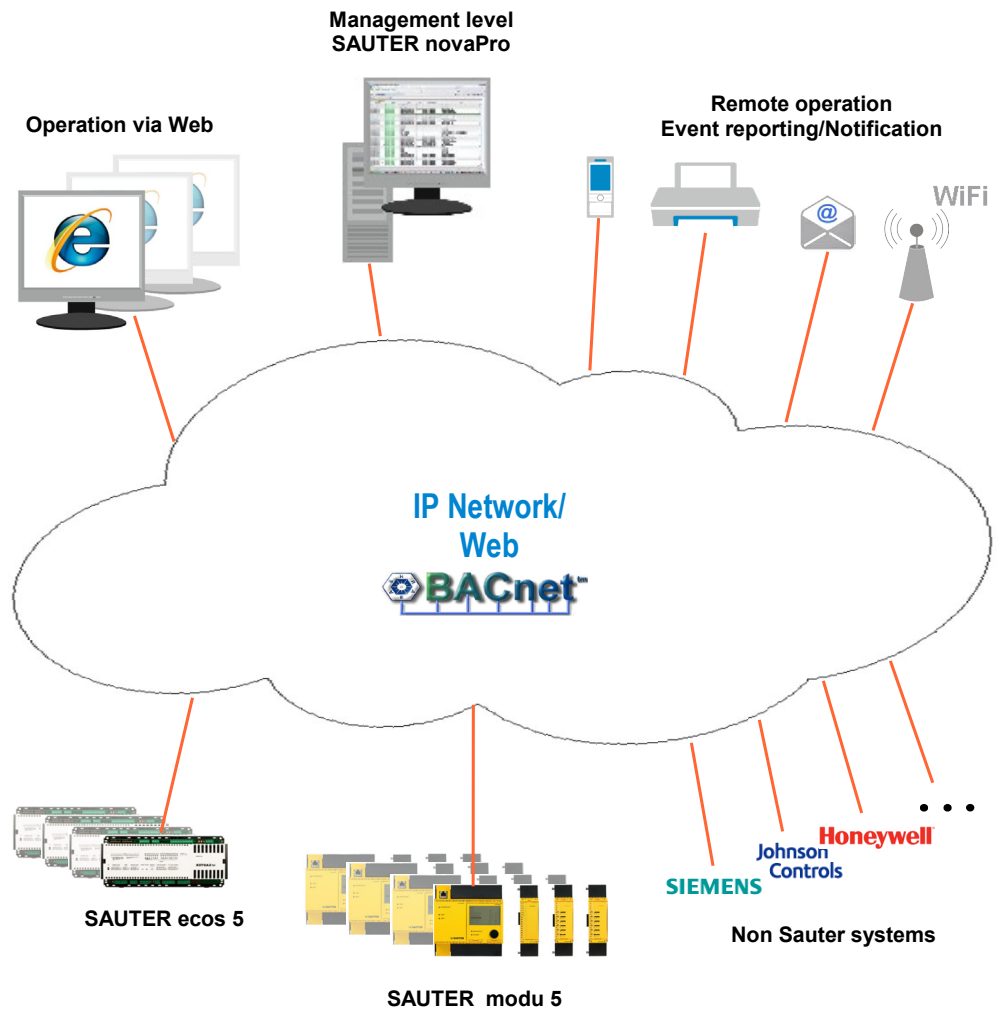 Management level
SAUTER novaPro
Operation via Web
Remote operation
Event reporting/Notification
@
WiFi
IP Network/
Web
BACnet™
SAUTER ecos 5
SAUTER modu 5
SIEMENS
Johnson
Controls
Honeywell
...
Non Sauter systems